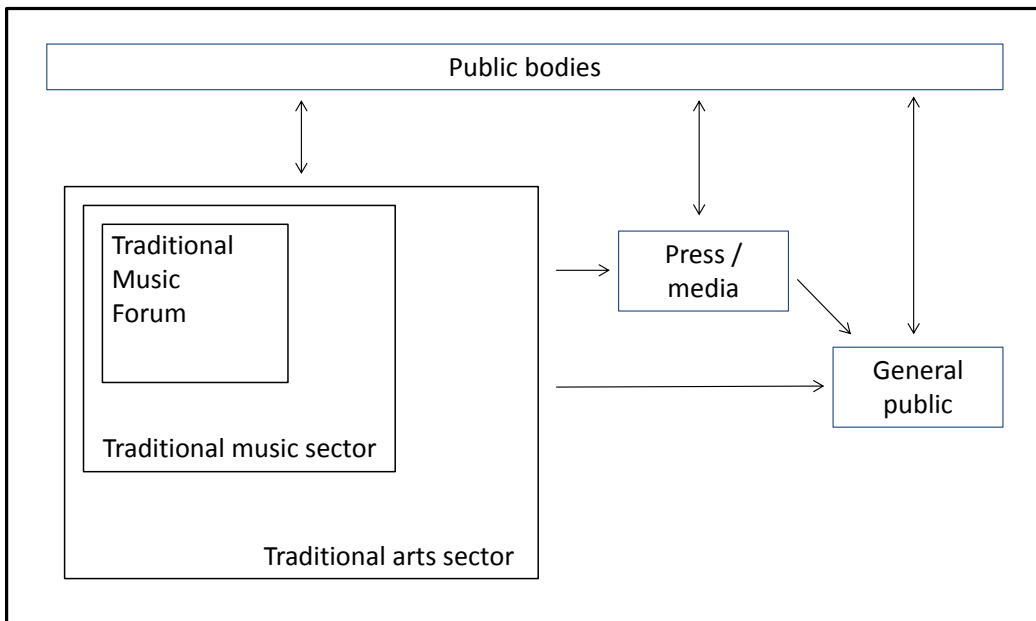 Public bodies
Traditional
Music
Forum
Traditional music sector
Traditional arts sector
Press /
media
General
public